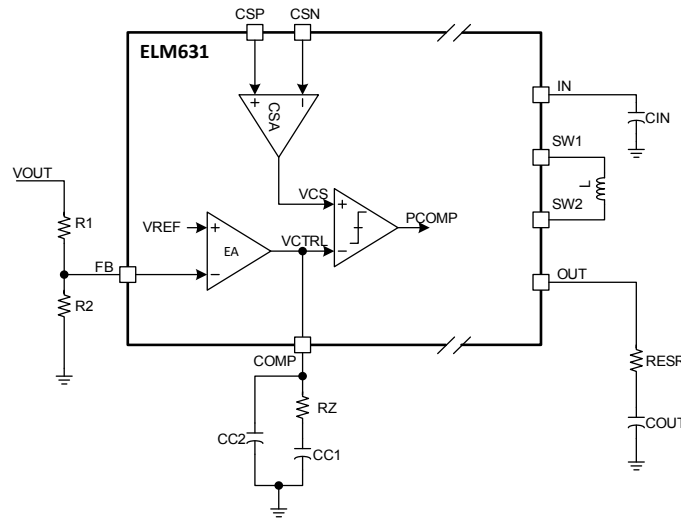 CSP CSN
ELM631
IN
CIN
+ −
CSA
SW1
L
VOUT
VCS
+
SW2
R1
VREF
+
PCOMP
EA
VCTRL
−
FB
−
OUT
R2
COMP
RESR
RZ
CC2
CC1
COUT